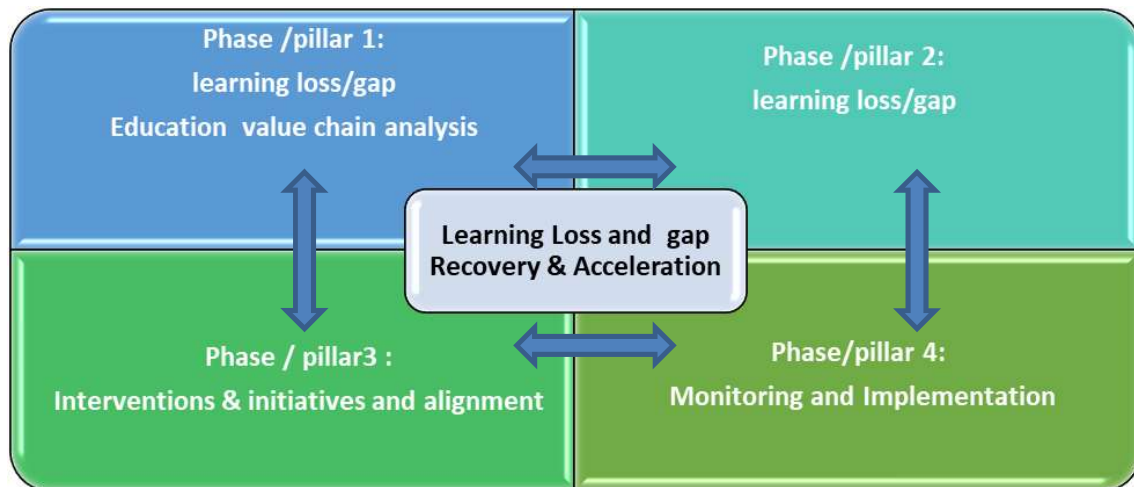 Phase /pillar 1:
learning loss/gap
Education value chain analysis
Phase /pillar 2:
learning loss/gap
Learning Loss and gap
Recovery & Acceleration
Phase / pillar3 :
Interventions & initiatives and alignment
Phase/pillar 4:
Monitoring and Implementation